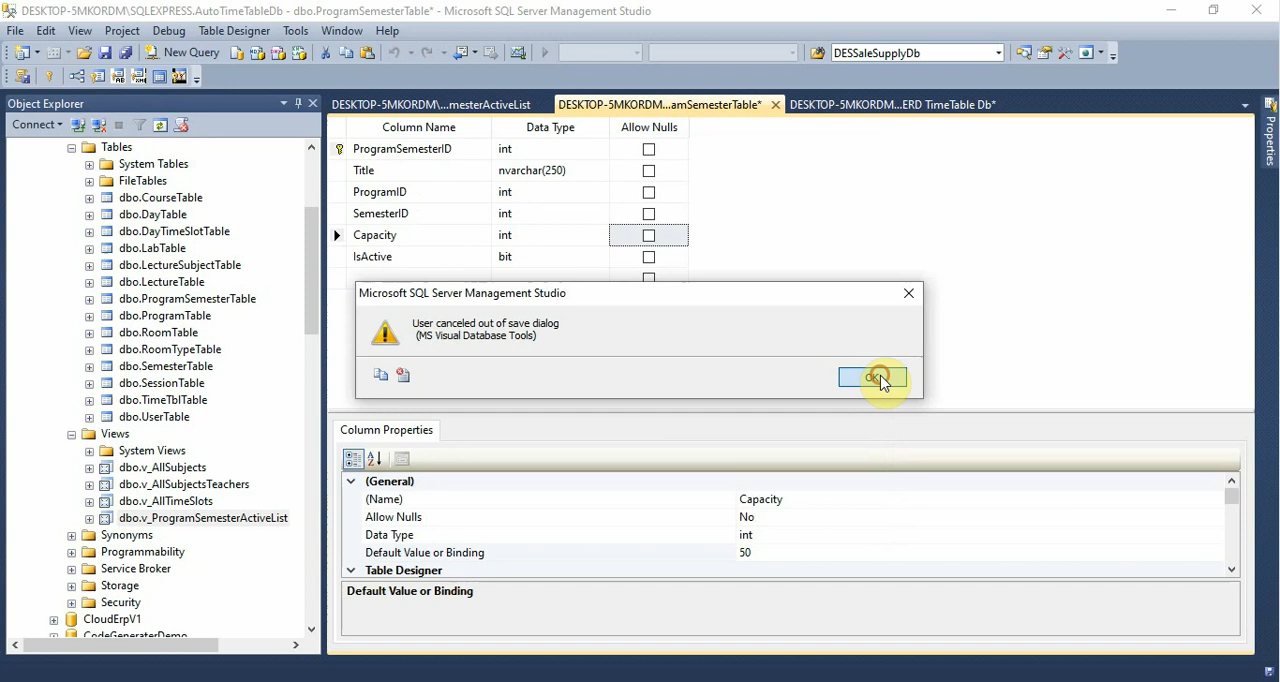 DESKTOP-5MKORDM\SQLEXPRESS.AutoTimeTableDb - dbo.ProgramSemesterTable* - Microsoft SQL Server Management Studio
File Edit View Project Debug Table Designer Tools Window Help
New Query DESSaleSupplyDb
Object Explorer
Connect
Tables
System Tables
FileTables
dbo.CourseTable
dbo.DayTable
dbo.DayTimeSlotTable
dbo.LabTable
dbo.LectureSubjectTable
dbo.LectureTable
dbo.ProgramSemesterTable
dbo.ProgramTable
dbo.RoomTable
dbo.RoomTypeTable
dbo.SemesterTable
dbo.SessionTable
dbo.TimeTblTable
dbo.UserTable
Views
System Views
dbo.v_AllSubjects
dbo.v_AllSubjectsTeachers
dbo.v_AllTimeSlots
dbo.v_ProgramSemesterActiveList
Synonyms
Programmability
Service Broker
Storage
Security
CloudErpV1
CodeGeneraterDemo
DESKTOP-5MKORDM\...mesterActiveList DESKTOP-5MKORDM...amSemesterTable* DESKTOP-5MKORDM...ERD TimeTable Db*
Column Name Data Type Allow Nulls
ProgramSemesterID int
Title nvarchar(250)
ProgramID int
SemesterID int
Capacity int
IsActive bit
Microsoft SQL Server Management Studio
User canceled out of save dialog
(MS Visual Database Tools)
OK
Column Properties
(General)
(Name) Capacity
Allow Nulls No
Data Type int
Default Value or Binding 50
Table Designer
Default Value or Binding
Properties